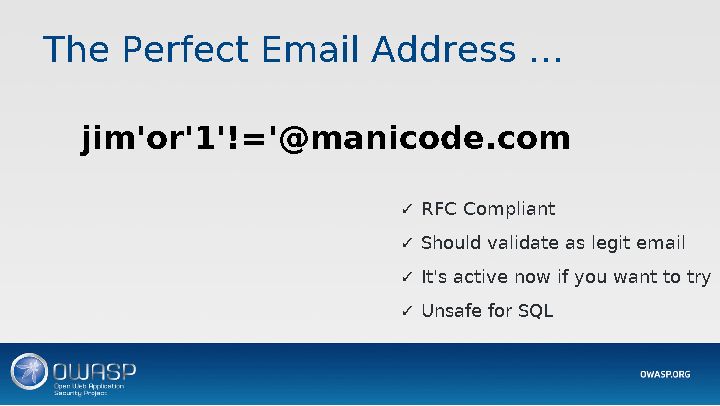 The Perfect Email Address ...
jim'or'1'!='@manicode.com
✓ RFC Compliant
✓ Should validate as legit email
✓ It's active now if you want to try
✓ Unsafe for SQL
OWASP
Open Web Application
Security Project
OWASP.ORG